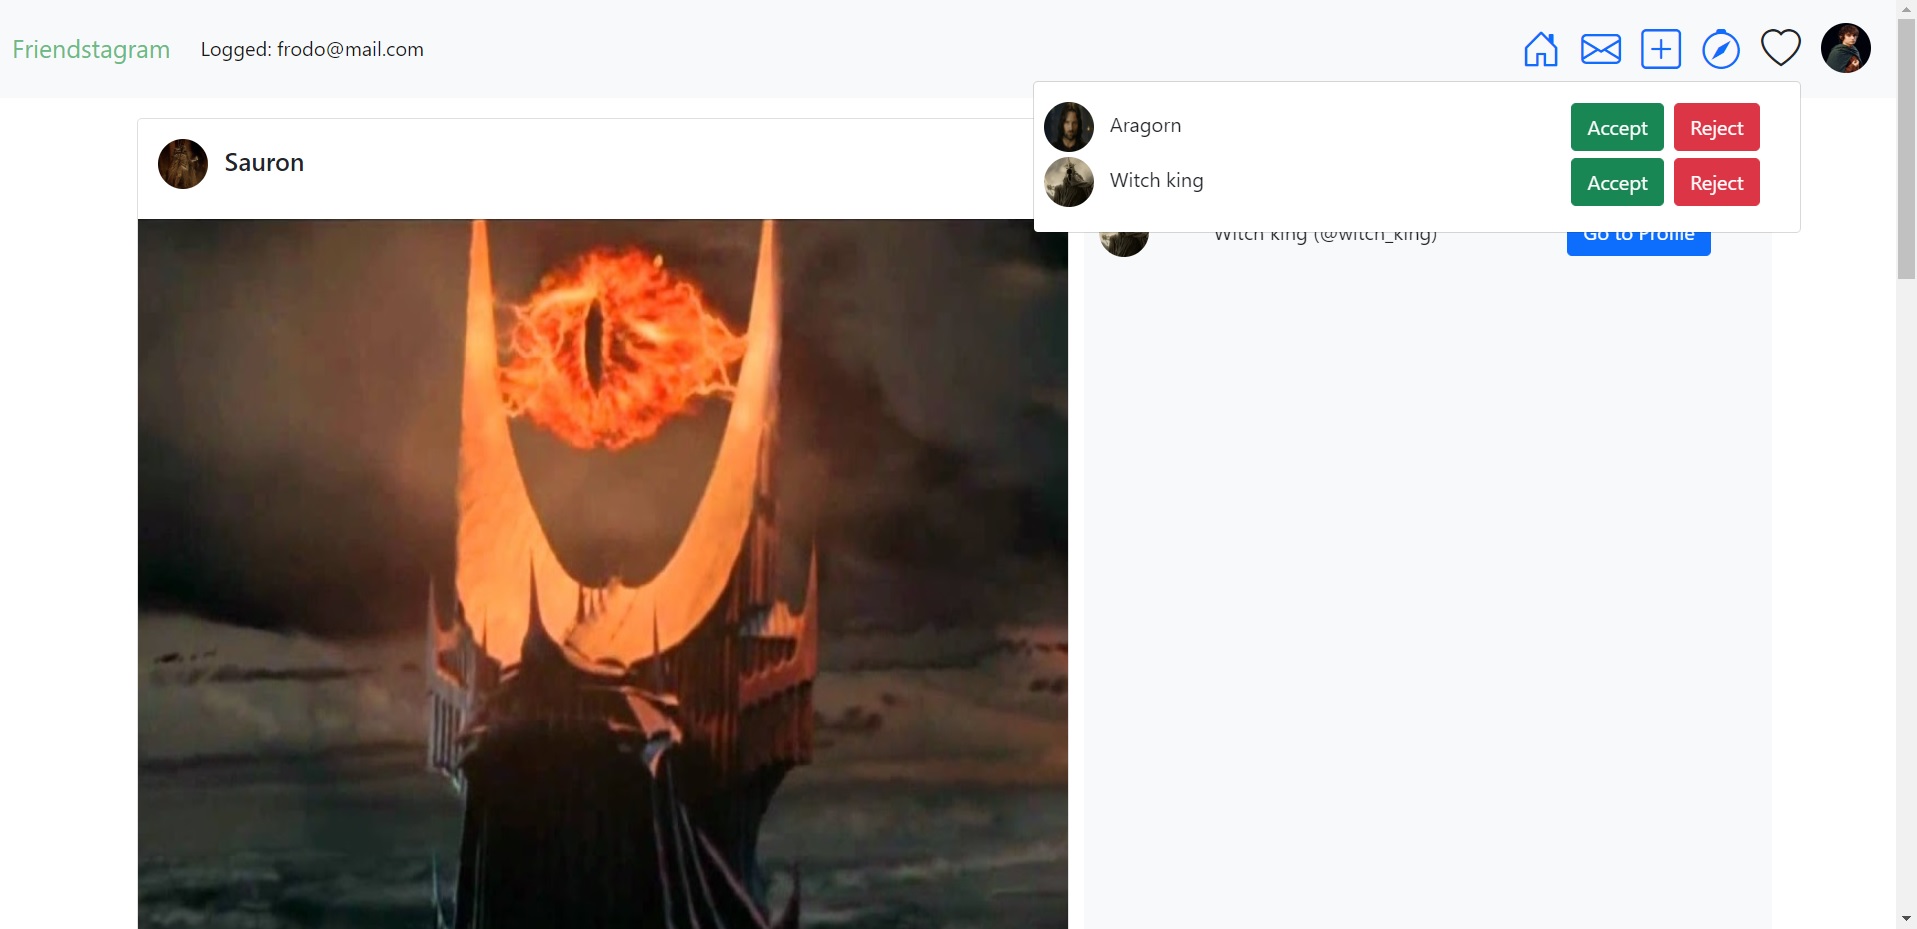 Friendstagram Logged: frodo@mail.com
Aragorn Accept Reject
Witch king Accept Reject
Sauron
Witch king (@witch_king) Go to Profile